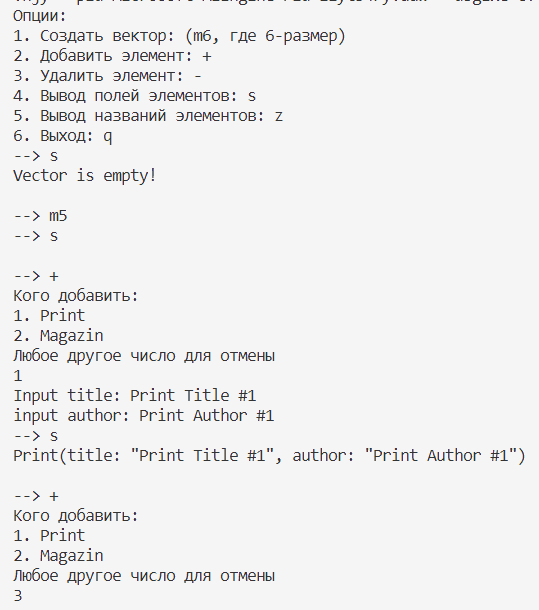 Опции:
1. Создать вектор: (m6, где 6-размер)
2. Добавить элемент: +
3. Удалить элемент: -
4. Вывод полей элементов: s
5. Вывод названий элементов: z
6. Выход: q
--> s
Vector is empty!
--> m5
--> s
--> +
Кого добавить:
1. Print
2. Magazin
Любое другое число для отмены
1
Input title: Print Title #1
input author: Print Author #1
--> s
Print(title: "Print Title #1", author: "Print Author #1")
--> +
Кого добавить:
1. Print
2. Magazin
Любое другое число для отмены
3